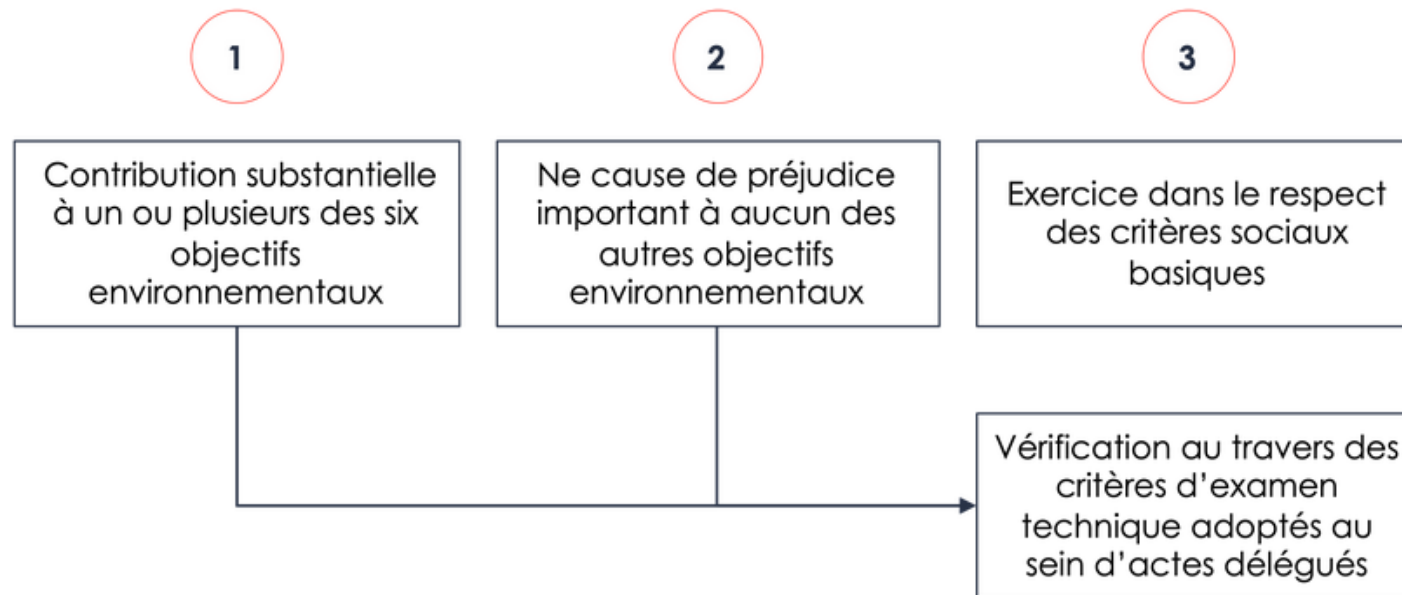 1
2
3
Contribution substantielle
à un ou plusieurs des six
objectifs
environnementaux
Ne cause de préjudice
important à aucun des
autres objectifs
environnementaux
Exercice dans le respect
des critères sociaux
basiques
Vérification au travers des
critères d’examen
technique adoptés au
sein d’actes délégués